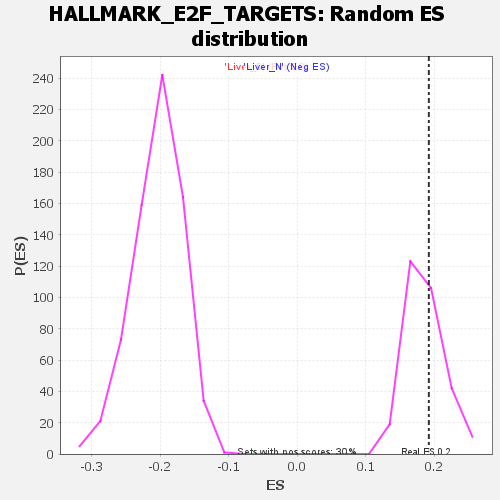 HALLMARK_E2F_TARGETS: Random ES
distribution
'Liver_N' (Neg ES)
240
220
200
180
160
140
120
100
80
60
40
20
0
P(ES)
Sets with pos scores: 30%
Real ES 0.2
-0.3 -0.2 -0.1 0.0 0.1 0.2
ES